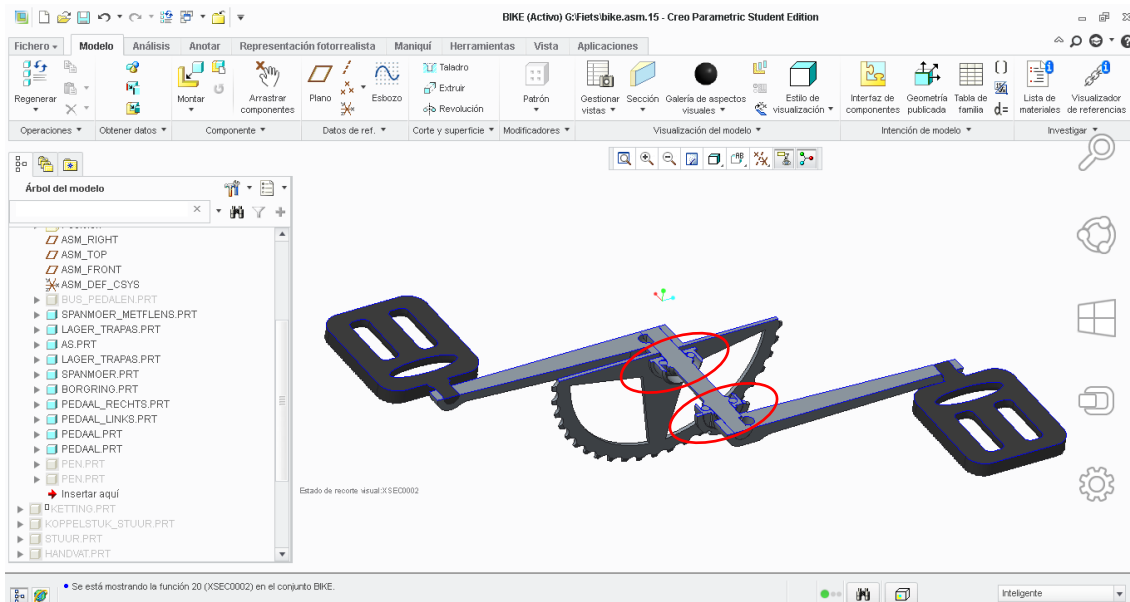 BIKE (Activo) G:\Fiets\bike.asm.15 - Creo Parametric Student Edition
Fichero Modelo Análisis Anotar Representación fotorrealista Maniquí Herramientas Vista Aplicaciones
Regenerar
Montar
Arrastrar componentes
Plano
Esbozo
Taladro
Extruir
Revolución
Patrón
Gestionar vistas
Sección
Galería de aspectos visuales
Estilo de visualización
Interfaz de componentes
Geometría publicada
Tabla de familia
d=
Lista de materiales
Visualizador de referencias
Operaciones Obtener datos Componente Datos de ref. Corte y superficie Modificadores Visualización del modelo Intención de modelo Investigar
Árbol del modelo
ASM_RIGHT
ASM_TOP
ASM_FRONT
ASM_DEF_CSYS
BUS_PEDALEN.PRT
SPANMOER_METFLENS.PRT
LAGER_TRAPAS.PRT
AS.PRT
LAGER_TRAPAS.PRT
SPANMOER.PRT
BORGRING.PRT
PEDAAL_RECHTS.PRT
PEDAAL_LINKS.PRT
PEDAAL.PRT
PEDAAL.PRT
PEN.PRT
PEN.PRT
Insertar aquí
KETTING.PRT
KOPPELSTUK_STUUR.PRT
STUUR.PRT
HANDVAT.PRT
Estado de recorte visual:XSEC0002
Se está mostrando la función 20 (XSEC0002) en el conjunto BIKE.
Inteligente